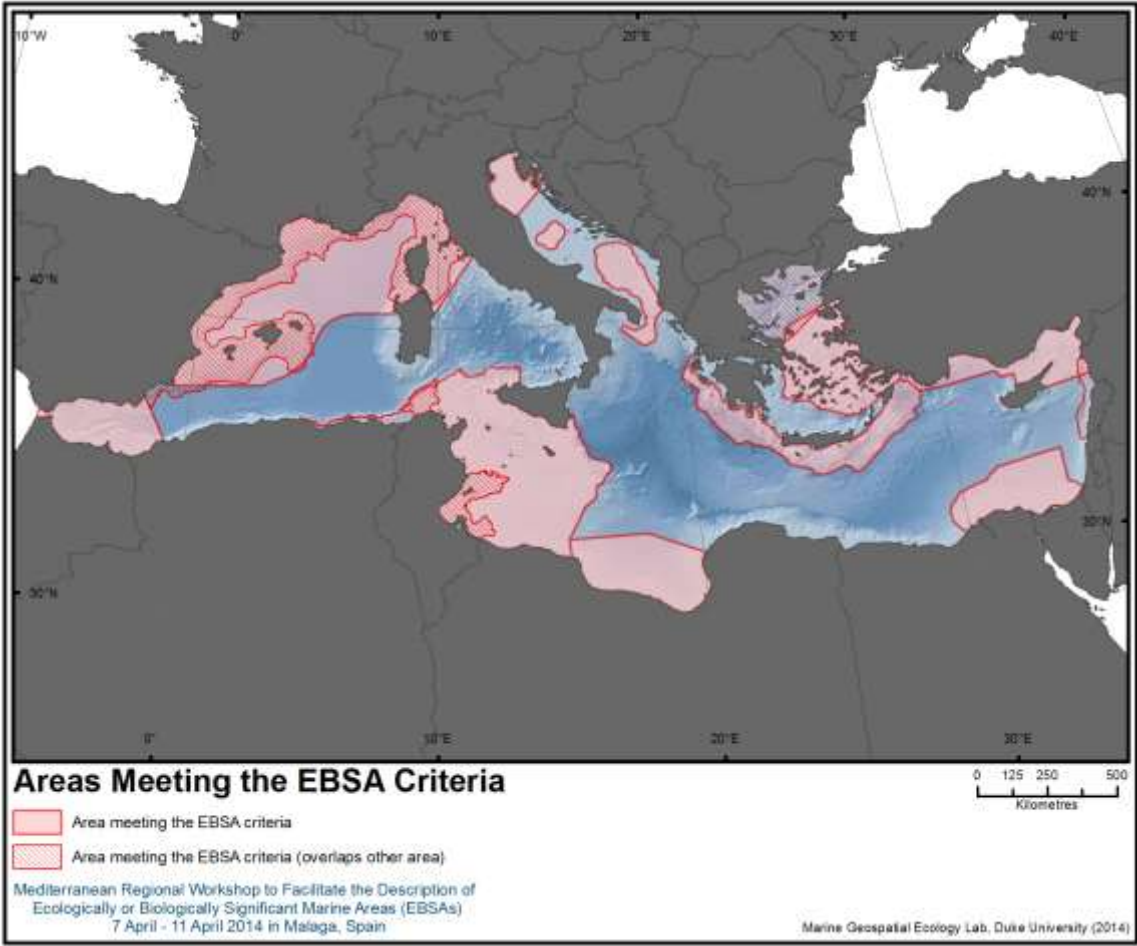 10°W 0° 10°E 20°E 30°E 40°E
40°N 40°N
30°N 30°N
0° 10°E 20°E 30°E
Areas Meeting the EBSA Criteria
0 125 250 500
Kilometres
Area meeting the EBSA criteria
Area meeting the EBSA criteria (overlaps other area)
Mediterranean Regional Workshop to Facilitate the Description of
Ecologically or Biologically Significant Marine Areas (EBSAs)
7 April - 11 April 2014 in Malaga, Spain
Marine Geospatial Ecology Lab, Duke University (2014)